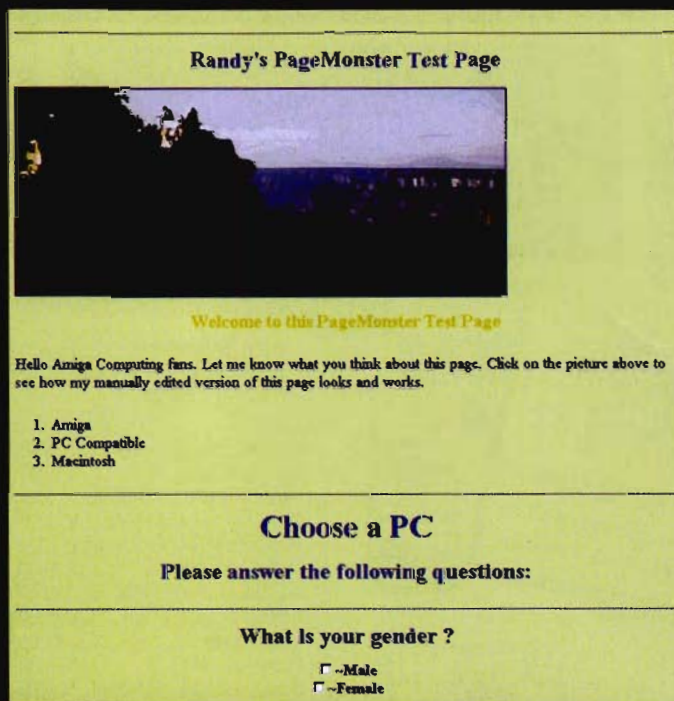 Randy's PageMonster Test Page
Welcome to this PageMonster Test Page
Hello Amiga Computing fans. Let me know what you think about this page. Click on the picture above to
see how my manually edited version of this page looks and works.
1. Amiga
2. PC Compatible
3. Macintosh
Choose a PC
Please answer the following questions:
What is your gender ?
~Male
~Female